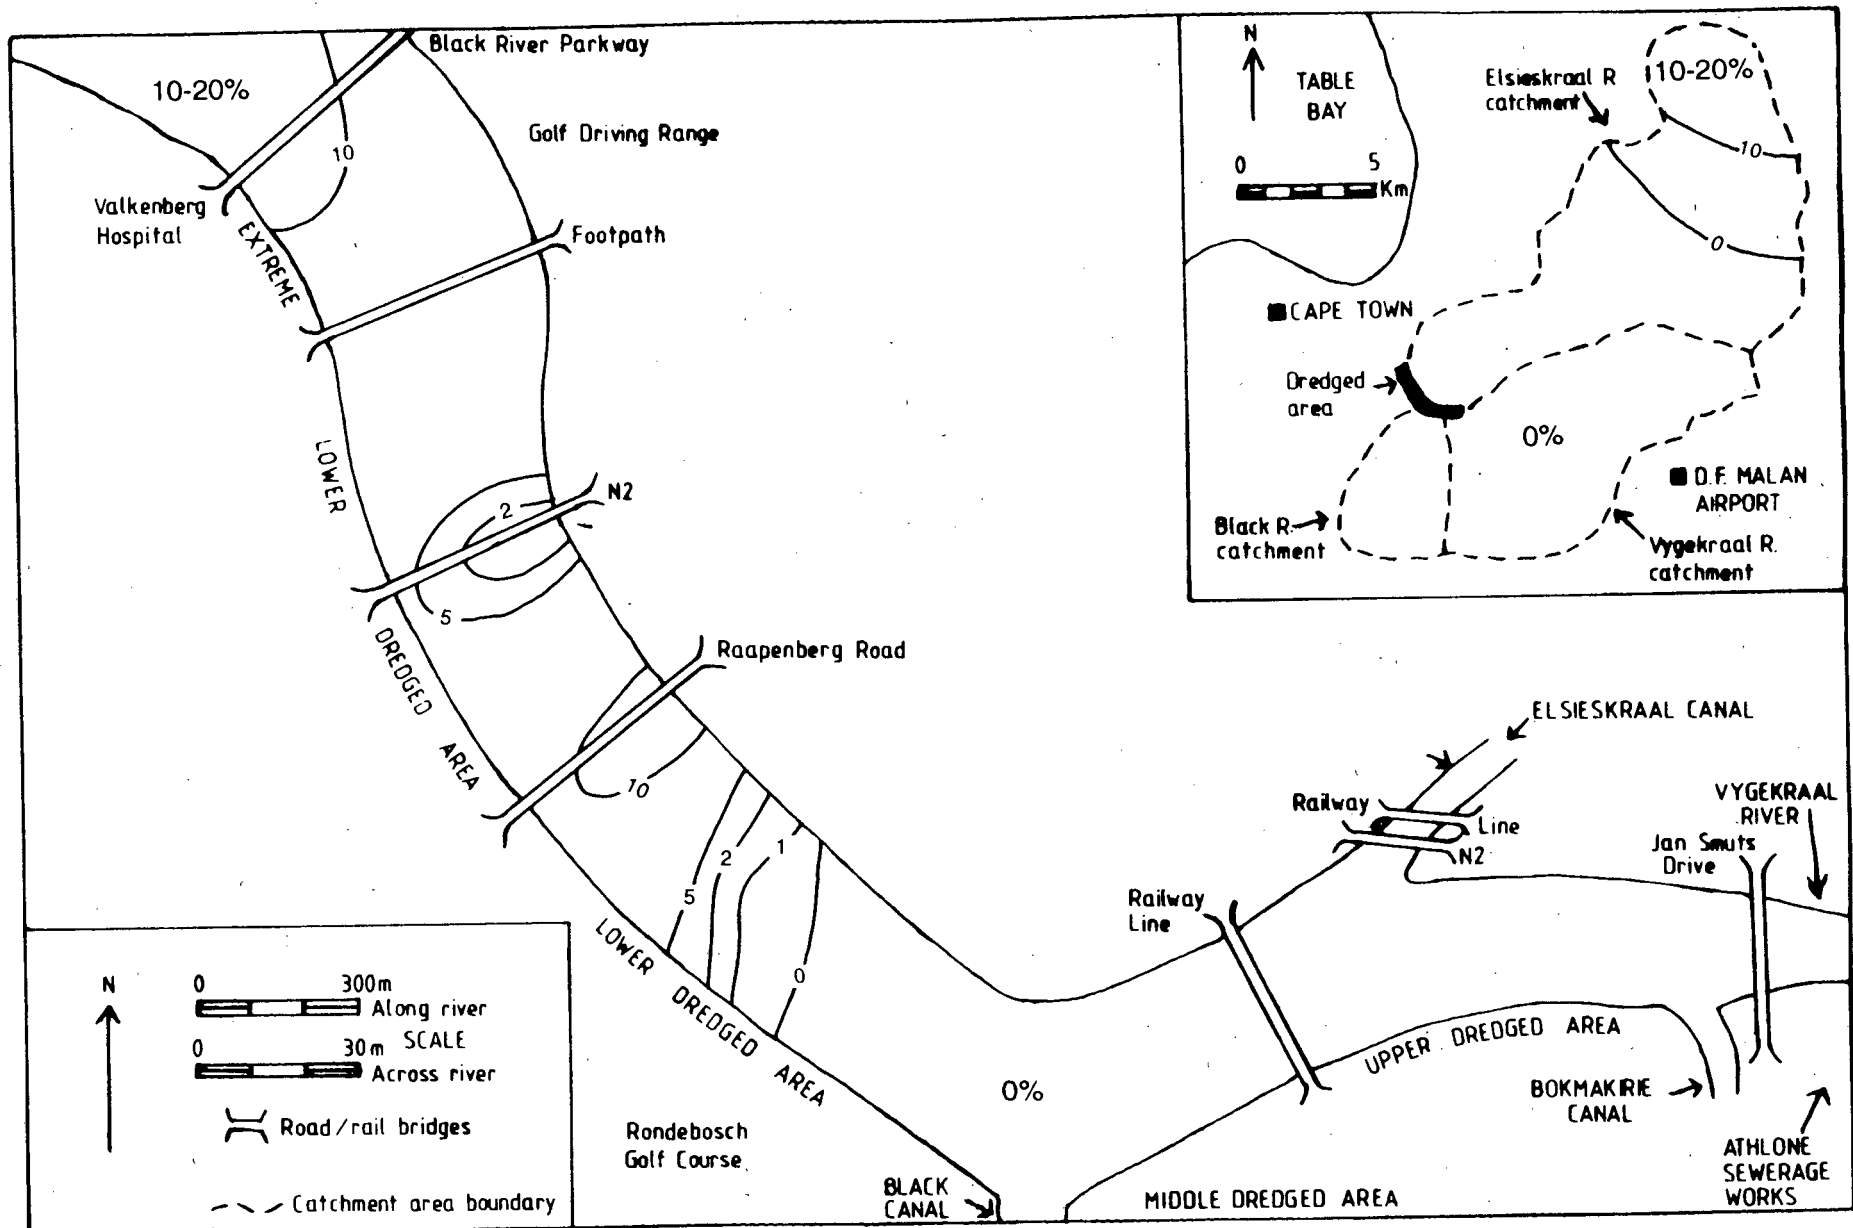 Black River Parkway
10-20%
Golf Driving Range
10
Valkenberg
Hospital
EXTREME
Footpath
LOWER
N2
2
5
DREDGED
AREA
Raapenberg Road
10
5
2
1
0
LOWER DREDGED AREA
0%
Rondebosch
Golf Course
BLACK
CANAL
MIDDLE DREDGED AREA
Railway
Line
Railway
Line
N2
ELSIESKRAAL CANAL
VYGEKRAAL
RIVER
Jan Smuts
Drive
UPPER DREDGED AREA
BOKMAKIRIE
CANAL
ATHLONE
SEWERAGE
WORKS
N
TABLE
BAY
0 5
Km
Elsieskraal R
catchment
10-20%
10
0
CAPE TOWN
Dredged
area
0%
D.F. MALAN
AIRPORT
Black R.
catchment
Vygekraal R.
catchment
N
0 300m
Along river
SCALE
0 30m
Across river
Road/rail bridges
Catchment area boundary